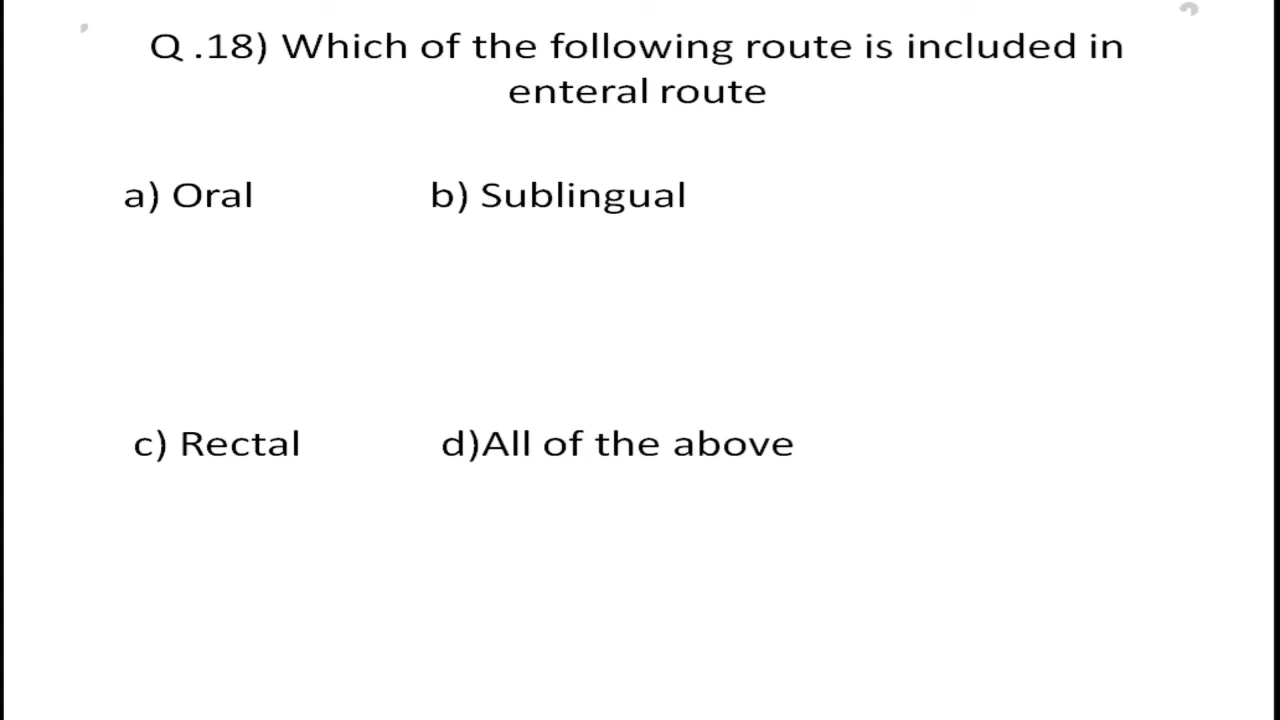 Q .18) Which of the following route is included in
enteral route
a) Oral b) Sublingual
c) Rectal d)All of the above